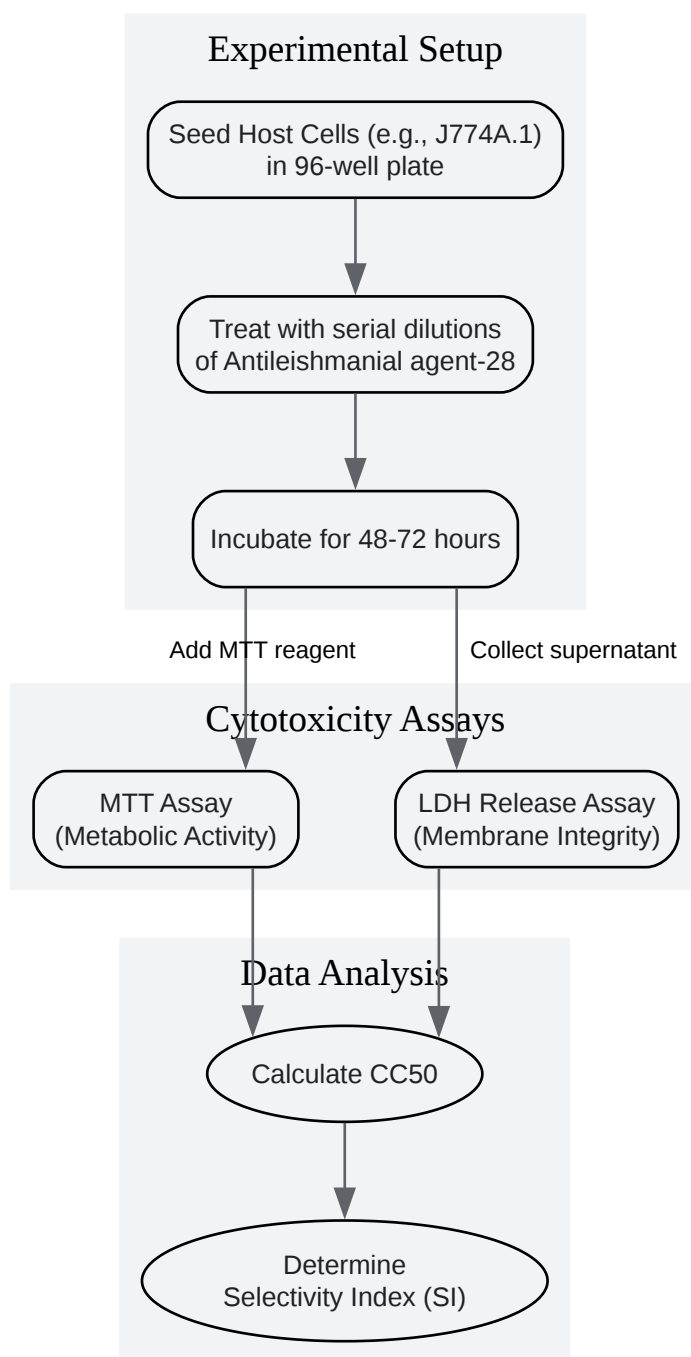 Experimental Setup
Seed Host Cells (e.g., J774A.1)
in 96-well plate
Treat with serial dilutions
of Antileishmanial agent-28
Incubate for 48-72 hours
Add MTT reagent
Collect supernatant
Cytotoxicity Assays
MTT Assay
(Metabolic Activity)
LDH Release Assay
(Membrane Integrity)
Data Analysis
Calculate CC50
Determine
Selectivity Index (SI)